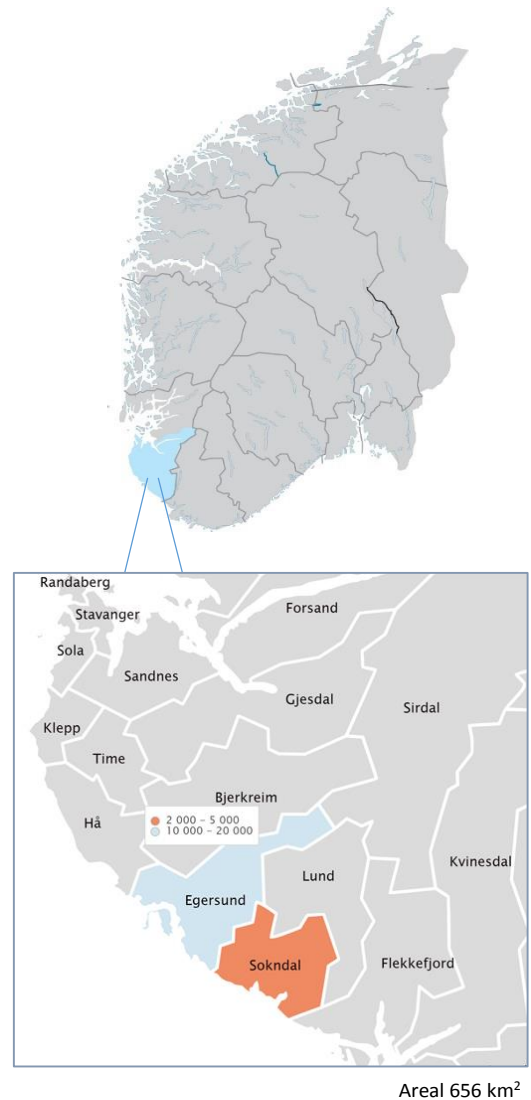 Randaberg
Stavanger
Forsand
Sola
Sandnes
Gjesdal
Sirdal
Klepp
Time
Bjerkreim
Hå
2 000 – 5 000
10 000 – 20 000
Kvinesdal
Lund
Egersund
Sokndal
Flekkefjord
Areal 656 km²